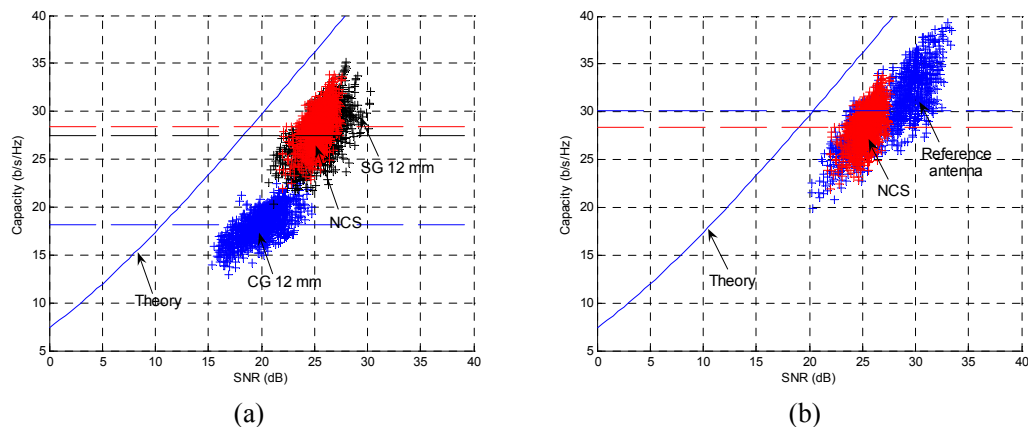 40
35
30
25
20
15
10
5
Capacity (b/s/Hz)
0 5 10 15 20 25 30 35 40
SNR (dB)
SG 12 mm
NCS
CG 12 mm
Theory
(a)
40
35
30
25
20
15
10
5
Capacity (b/s/Hz)
0 5 10 15 20 25 30 35 40
SNR (dB)
Reference
antenna
NCS
Theory
(b)